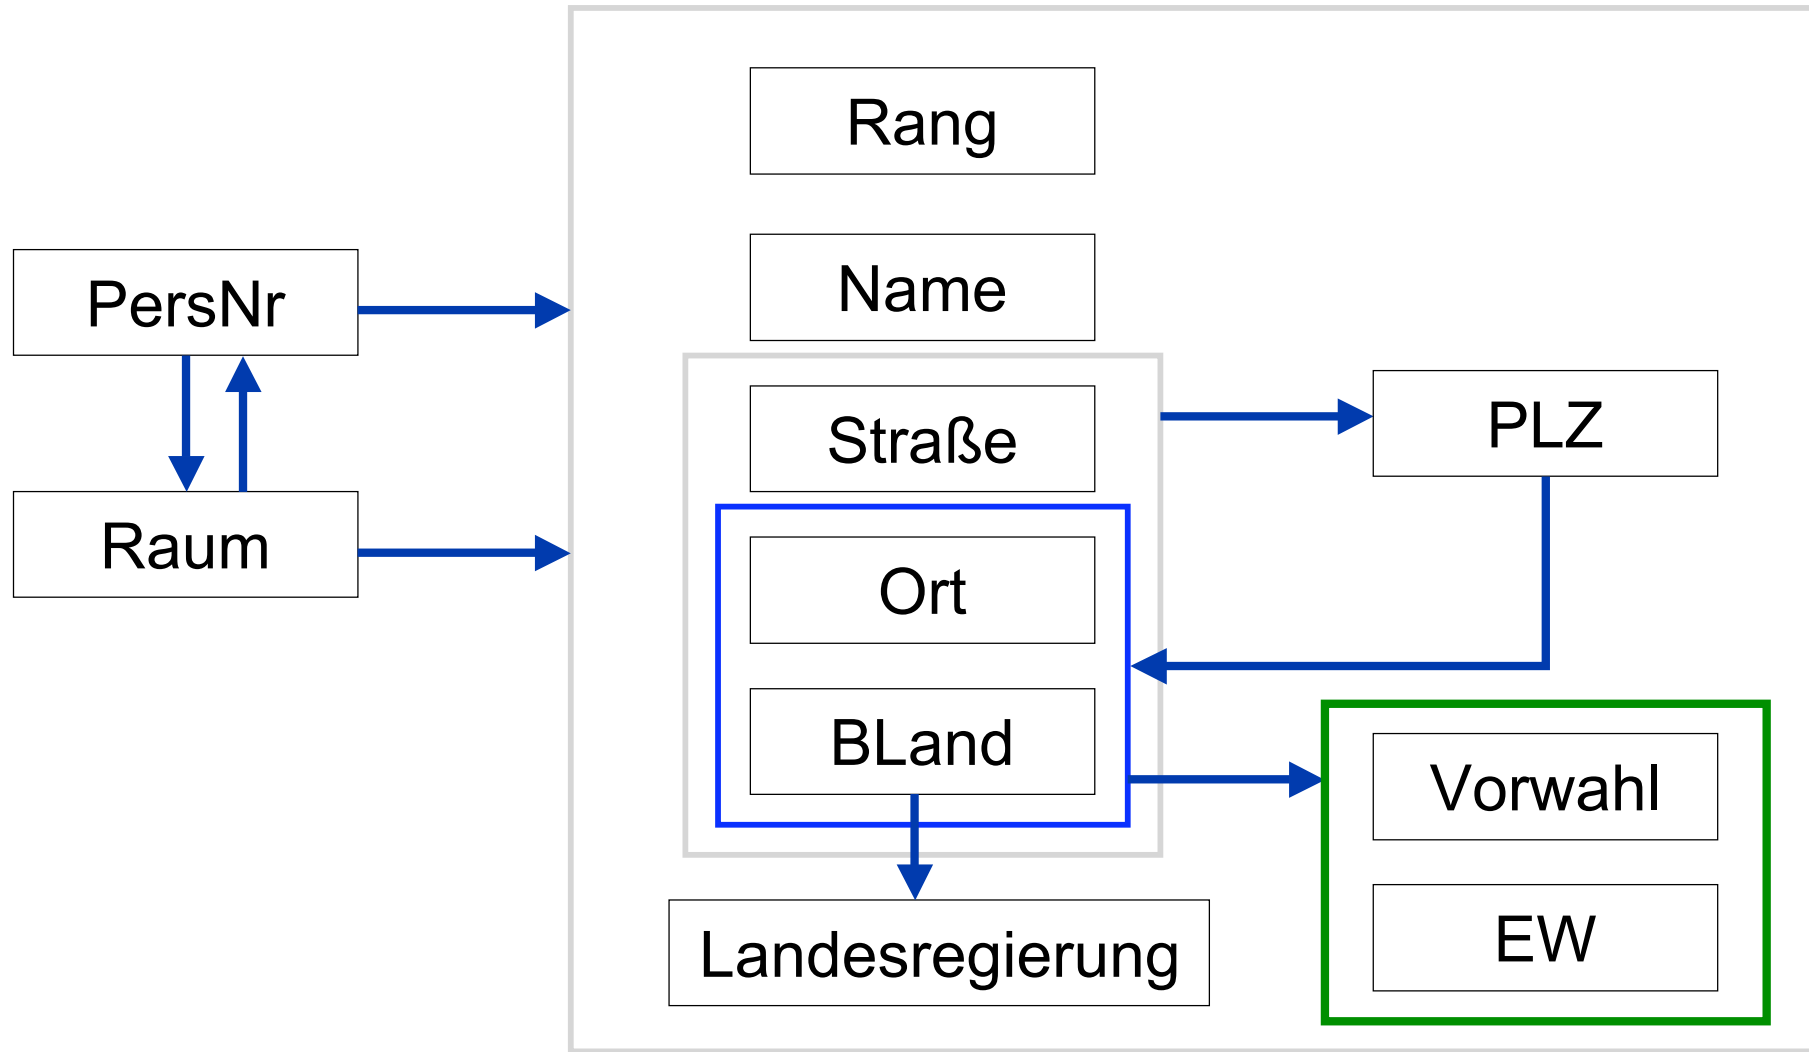 Rang
Name
PersNr
Straße
PLZ
Raum
Ort
BLand
Vorwahl
EW
Landesregierung